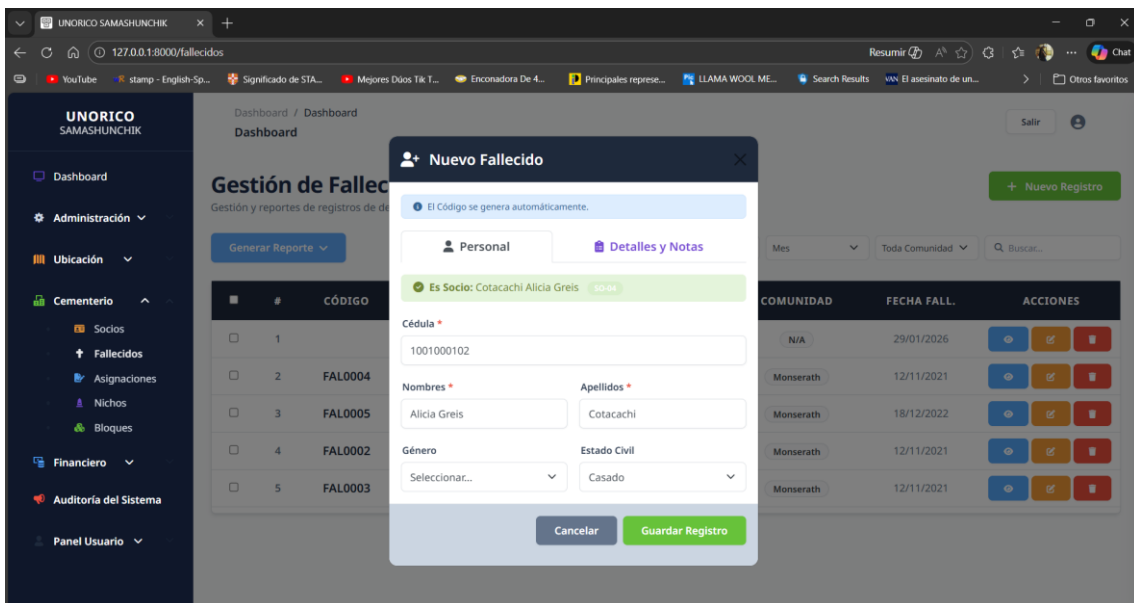 UNORICO SAMASHUNCHIK
127.0.0.1:8000/fallecidos
Resumir
Chat
YouTube
stamp - English-Sp...
Significado de STA...
Mejores Dúos Tik T...
Enconadora De 4...
Principales represe...
LLAMA WOOL ME...
Search Results
VAN El asesinato de un...
Otros favoritos
UNORICO
SAMASHUNCHIK
Dashboard
Administración
Ubicación
Cementerio
Socios
Fallecidos
Asignaciones
Nichos
Bloques
Financiero
Auditoría del Sistema
Panel Usuario
Dashboard / Dashboard
Dashboard
Salir
Gestión de Fallec
Gestión y reportes de registros de de
+ Nuevo Registro
Generar Reporte
Mes
Toda Comunidad
Buscar...
# CÓDIGO COMUNIDAD FECHA FALL. ACCIONES
1 N/A 29/01/2026
2 FAL0004 Monserath 12/11/2021
3 FAL0005 Monserath 18/12/2022
4 FAL0002 Monserath 12/11/2021
5 FAL0003 Monserath 12/11/2021
Nuevo Fallecido
El Código se genera automáticamente.
Personal
Detalles y Notas
Es Socio: Cotacachi Alicia Greis
Cédula *
1001000102
Nombres * Apellidos *
Alicia Greis Cotacachi
Género Estado Civil
Seleccionar... Casado
Cancelar Guardar Registro